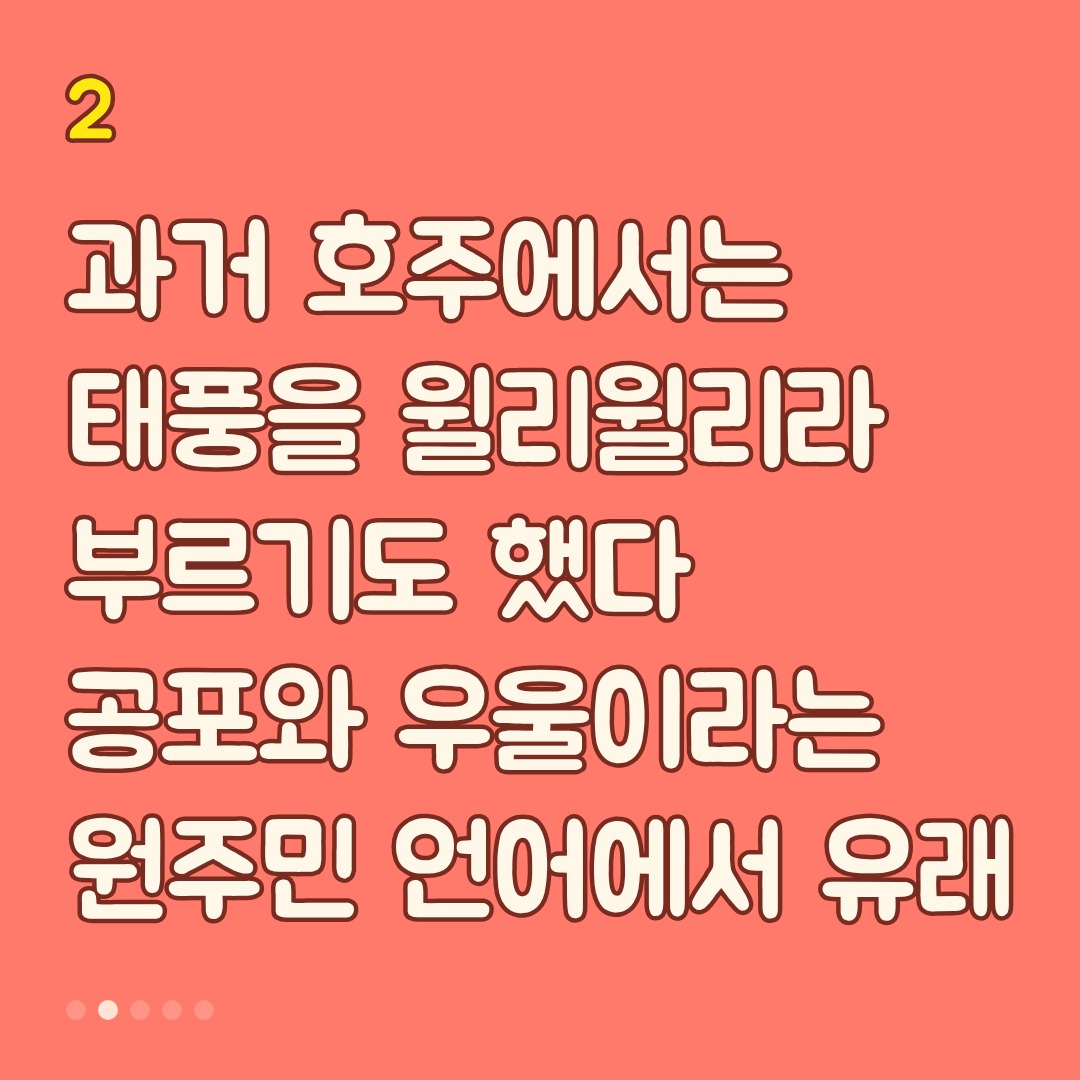 2
과거 호주에서는
태풍을 윌리윌리라
부르기도 했다
공포와 우울이라는
원주민 언어에서 유래